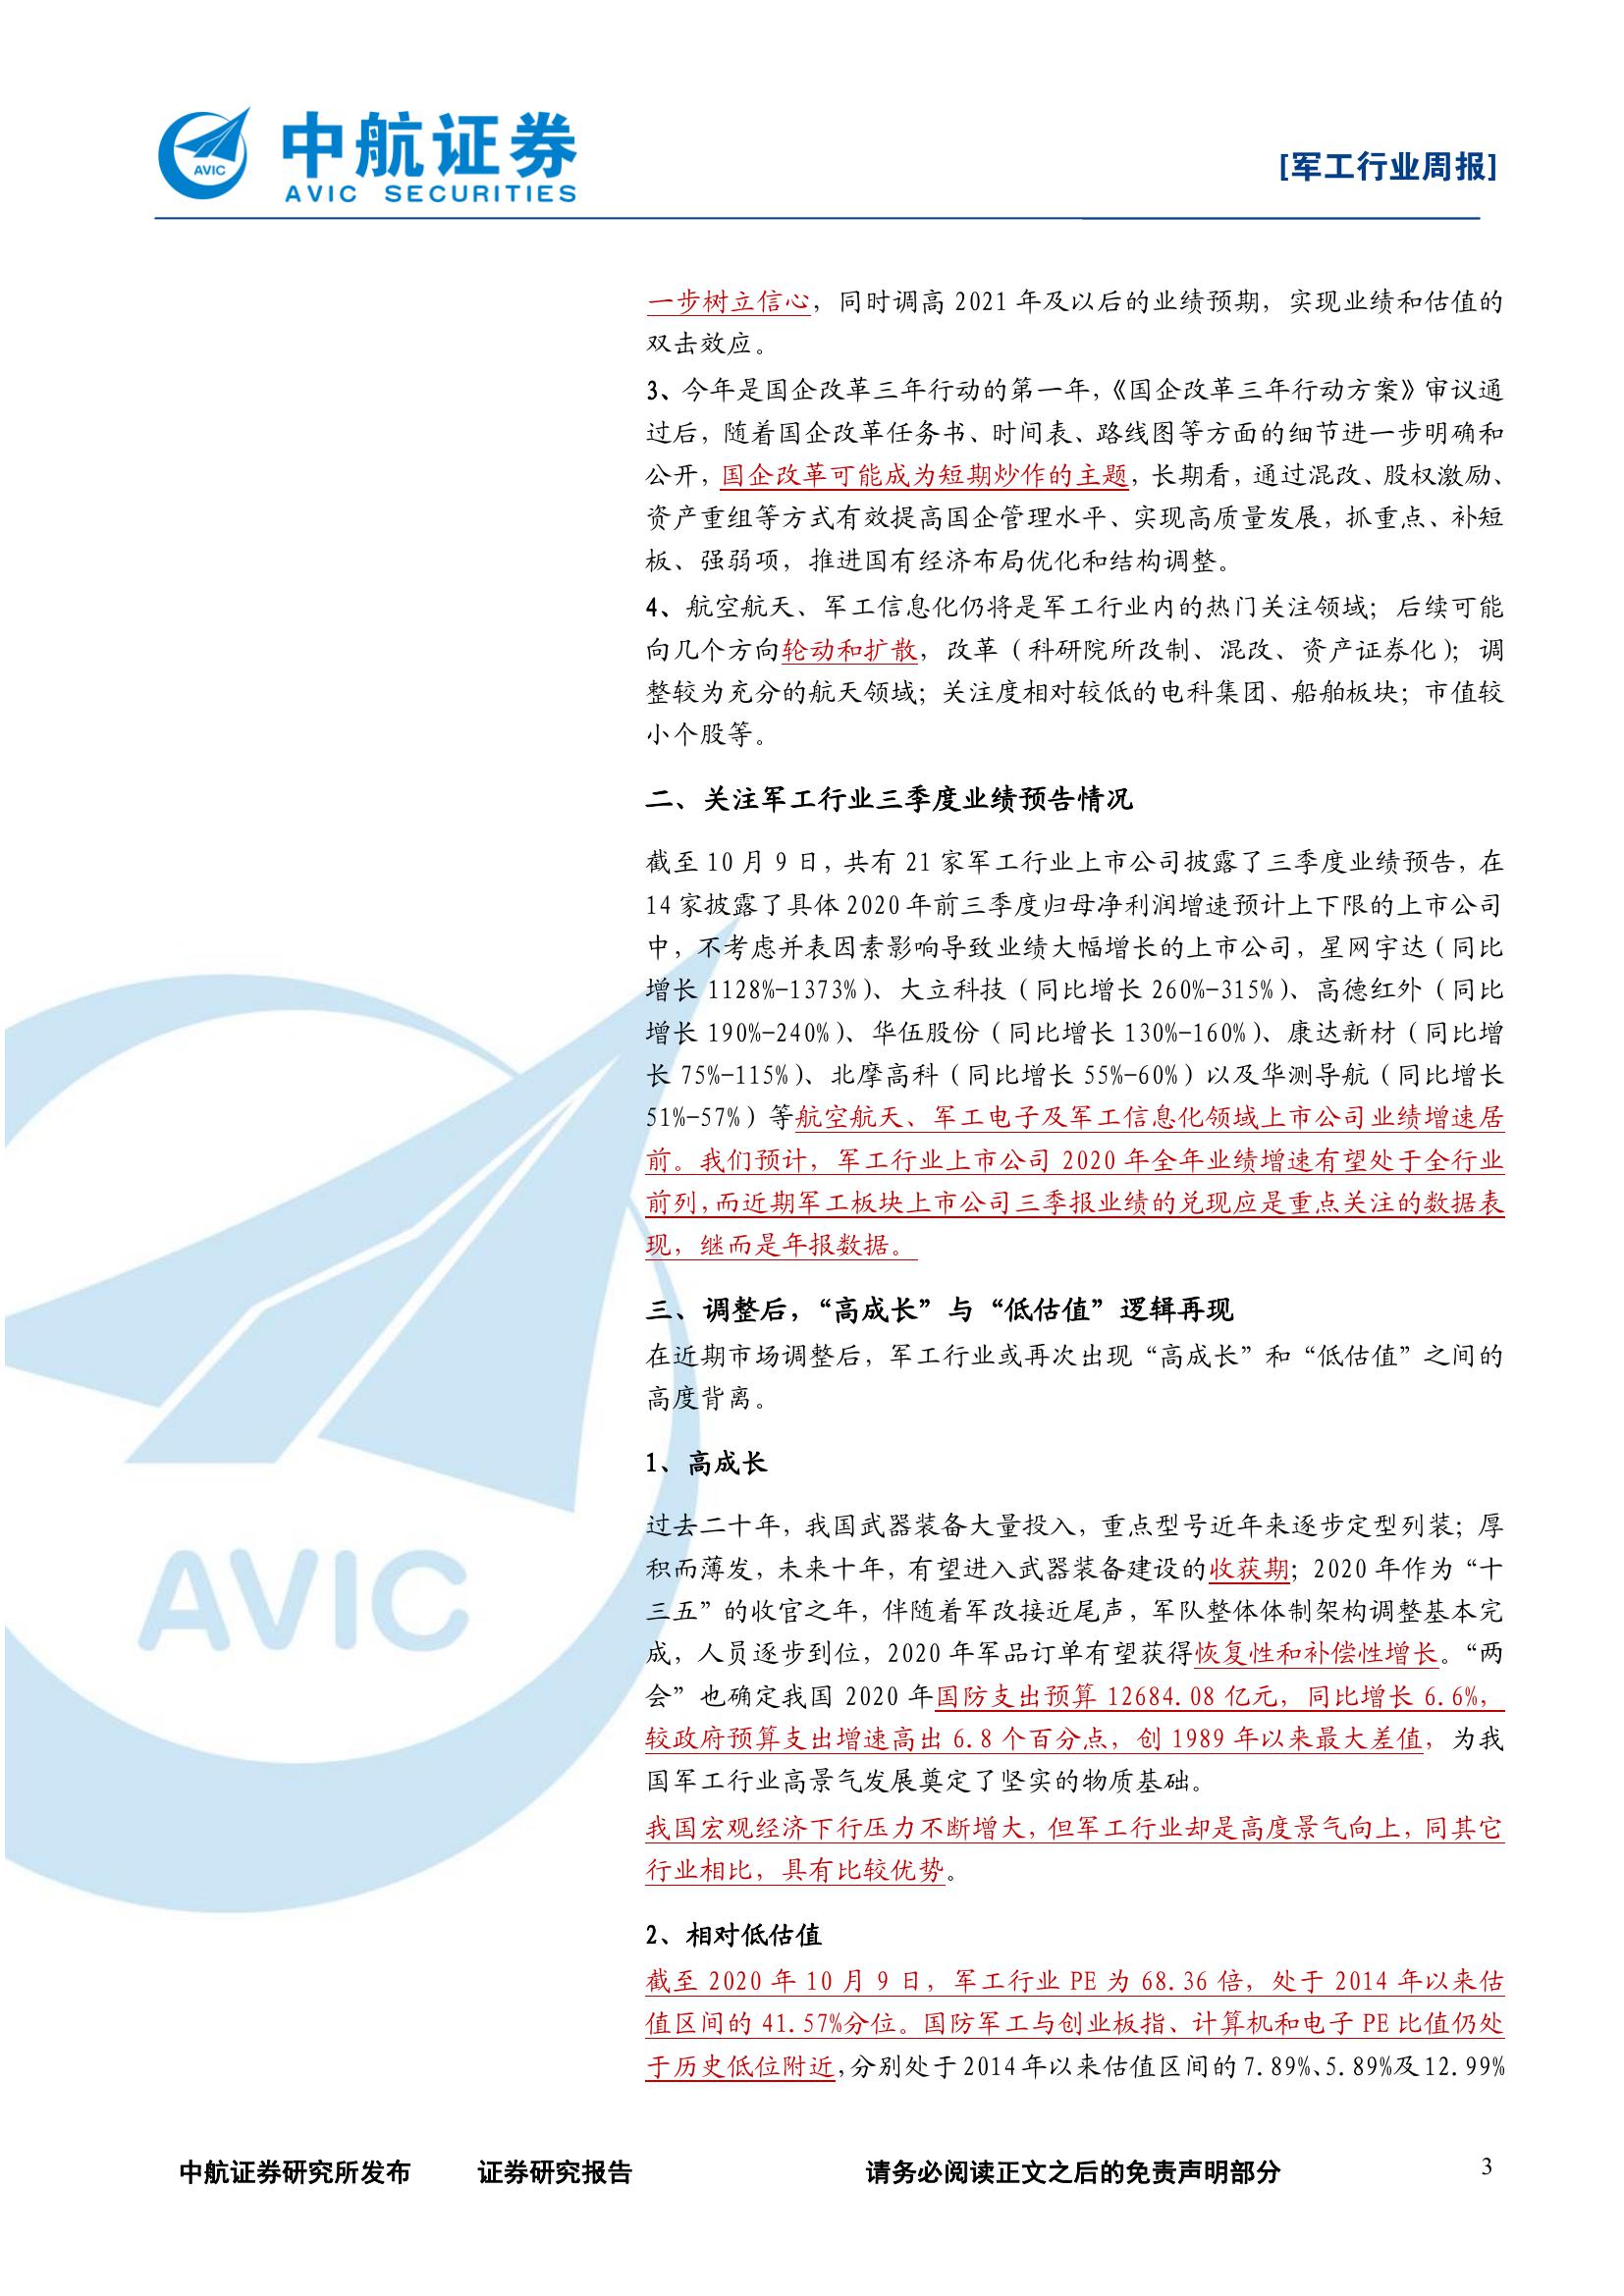 中航证券
AVIC SECURITIES
AVIC
[军工行业周报]
一步树立信心，同时调高 2021 年及以后的业绩预期，实现业绩和估值的
双击效应。
3、今年是国企改革三年行动的第一年，《国企改革三年行动方案》审议通
过后，随着国企改革任务书、时间表、路线图等方面的细节进一步明确和
公开，国企改革可能成为短期炒作的主题，长期看，通过混改、股权激励、
资产重组等方式有效提高国企管理水平、实现高质量发展，抓重点、补短
板、强弱项，推进国有经济布局优化和结构调整。
4、航空航天、军工信息化仍将是军工行业内的热门关注领域；后续可能
向几个方向轮动和扩散，改革（科研院所改制、混改、资产证券化）；调
整较为充分的航天领域；关注度相对较低的电科集团、船舶板块；市值较
小个股等。
二、关注军工行业三季度业绩预告情况
截至 10 月 9 日，共有 21 家军工行业上市公司披露了三季度业绩预告，在
14 家披露了具体 2020 年前三季度归母净利润增速预计上下限的上市公司
中，不考虑并表因素影响导致业绩大幅增长的上市公司，星网宇达（同比
增长 1128%-1373%）、大立科技（同比增长 260%-315%）、高德红外（同比
增长 190%-240%）、华伍股份（同比增长 130%-160%）、康达新材（同比增
长 75%-115%）、北摩高科（同比增长 55%-60%）以及华测导航（同比增长
51%-57%）等航空航天、军工电子及军工信息化领域上市公司业绩增速居
前。我们预计，军工行业上市公司 2020 年全年业绩增速有望处于全行业
前列，而近期军工板块上市公司三季报业绩的兑现应是重点关注的数据表
现，继而是年报数据。
三、调整后，“高成长”与“低估值”逻辑再现
在近期市场调整后，军工行业或再次出现“高成长”和“低估值”之间的
高度背离。
1、高成长
过去二十年，我国武器装备大量投入，重点型号近年来逐步定型列装；厚
积而薄发，未来十年，有望进入武器装备建设的收获期；2020 年作为“十
三五”的收官之年，伴随着军改接近尾声，军队整体体制架构调整基本完
成，人员逐步到位，2020 年军品订单有望获得恢复性和补偿性增长。“两
会”也确定我国 2020 年国防支出预算 12684.08 亿元，同比增长 6.6%，
较政府预算支出增速高出 6.8 个百分点，创 1989 年以来最大差值，为我
国军工行业高景气发展奠定了坚实的物质基础。
我国宏观经济下行压力不断增大，但军工行业却是高度景气向上，同其它
行业相比，具有比较优势。
2、相对低估值
截至 2020 年 10 月 9 日，军工行业 PE 为 68.36 倍，处于 2014 年以来估
值区间的 41.57%分位。国防军工与创业板指、计算机和电子 PE 比值仍处
于历史低位附近，分别处于 2014 年以来估值区间的 7.89%、5.89%及 12.99%
AVIC
中航证券研究所发布 证券研究报告 请务必阅读正文之后的免责声明部分 3